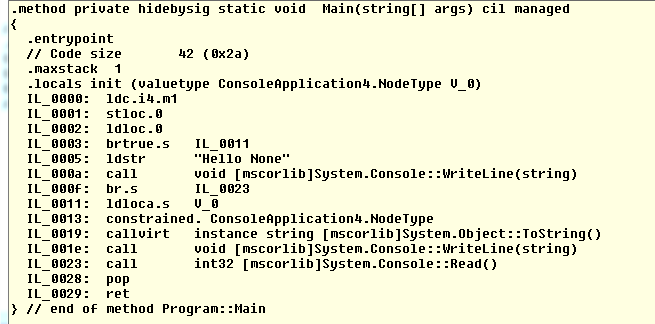 .method private hidebysig static void  Main(string[] args) cil managed
{
  .entrypoint
  // Code size       42 (0x2a)
  .maxstack  1
  .locals init (valuetype ConsoleApplication4.NodeType V_0)
  IL_0000:  ldc.i4.m1
  IL_0001:  stloc.0
  IL_0002:  ldloc.0
  IL_0003:  brtrue.s   IL_0011
  IL_0005:  ldstr      "Hello None"
  IL_000a:  call       void [mscorlib]System.Console::WriteLine(string)
  IL_000f:  br.s       IL_0023
  IL_0011:  ldloca.s   V_0
  IL_0013:  constrained. ConsoleApplication4.NodeType
  IL_0019:  callvirt   instance string [mscorlib]System.Object::ToString()
  IL_001e:  call       void [mscorlib]System.Console::WriteLine(string)
  IL_0023:  call       int32 [mscorlib]System.Console::Read()
  IL_0028:  pop
  IL_0029:  ret
} // end of method Program::Main